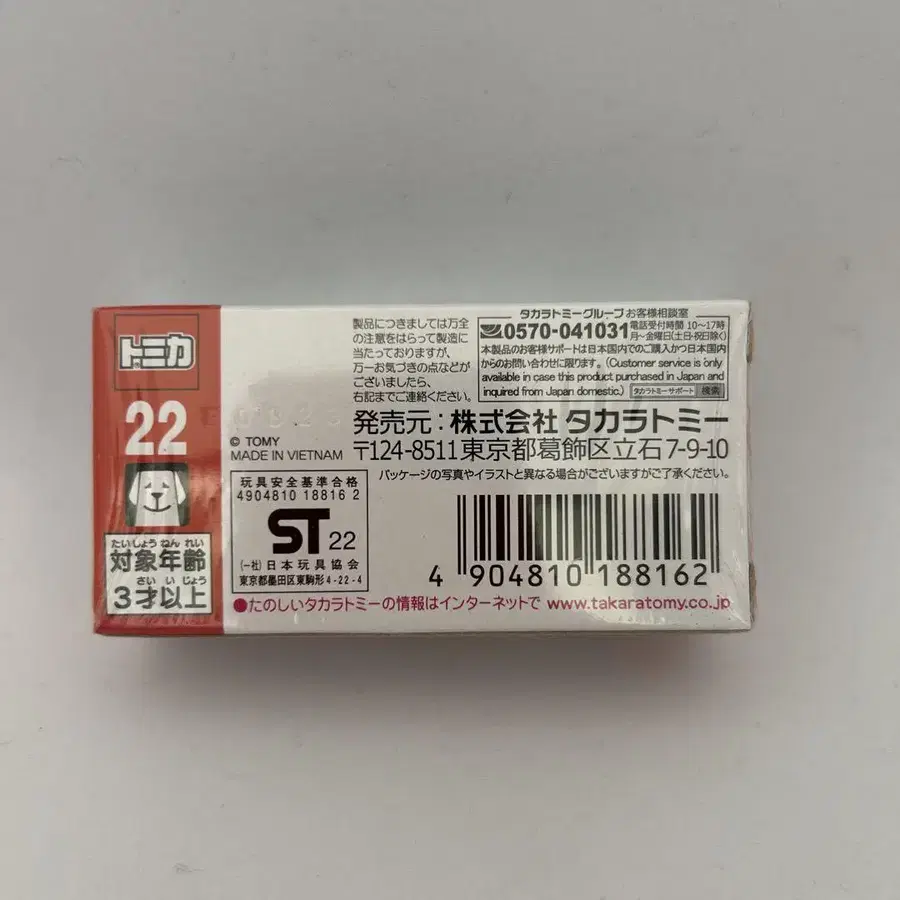 トミカ
22
たいしょうねんれい
対象年齢
さいいじょう
3才以上
© TOMY
MADE IN VIETNAM
玩具安全基準合格
4904810 18816 2
ST 22
(一社)日本玩具協会
東京都墨田区東駒形4-22-4
製品につきましては万全
の注意をはらって製造に
当たっておりますが、
万一お気づきの点などが
ございましたら、
右記までご連絡ください。
タカラトミーグループ お客様相談室
0570-041031 電話受付時間 10〜17時
月〜金曜日(土日・祝日除く)
本製品のお客様サポートは日本国内でのご購入かつ日本国内
からのお問い合わせに限ります。(Customer service is only
available in case this product purchased in Japan and
inquired from Japan domestic.) タカラトミーサポート 検索
発売元：株式会社 タカラトミー
〒124-8511 東京都葛飾区立石7-9-10
パッケージの写真やイラストと異なる場合がございますがご了承ください。
4 904810 188162
●たのしいタカラトミーの情報はインターネットで www.takaratomy.co.jp